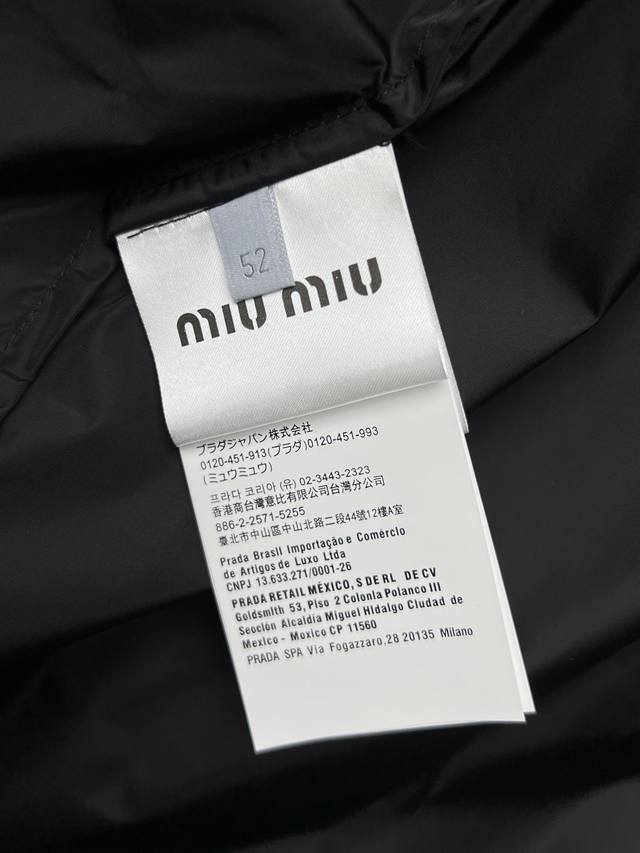 52
miu miu
プラダジャパン株式会社
0120-451-913(プラダ)0120-451-993
(ミュウミュウ)
프라다 코리아 (유) 02-3443-2323
香港商台灣意比有限公司台灣分公司
886-2-2571-5255
臺北市中山區中山北路二段44號12樓A室
Prada Brasil Importação e Comércio
de Artigos de Luxo Ltda
CNPJ 13.633.271/0001-26
PRADA RETAIL MÉXICO, S DE RL DE CV
Goldsmith 53, Piso 2 Colonia Polanco III
Seoción Alcaldia Miguel Hidalgo Ciudad de
Mexico - Mexico CP 11560
PRADA SPA Via Fogazzaro, 28 20135 Milano